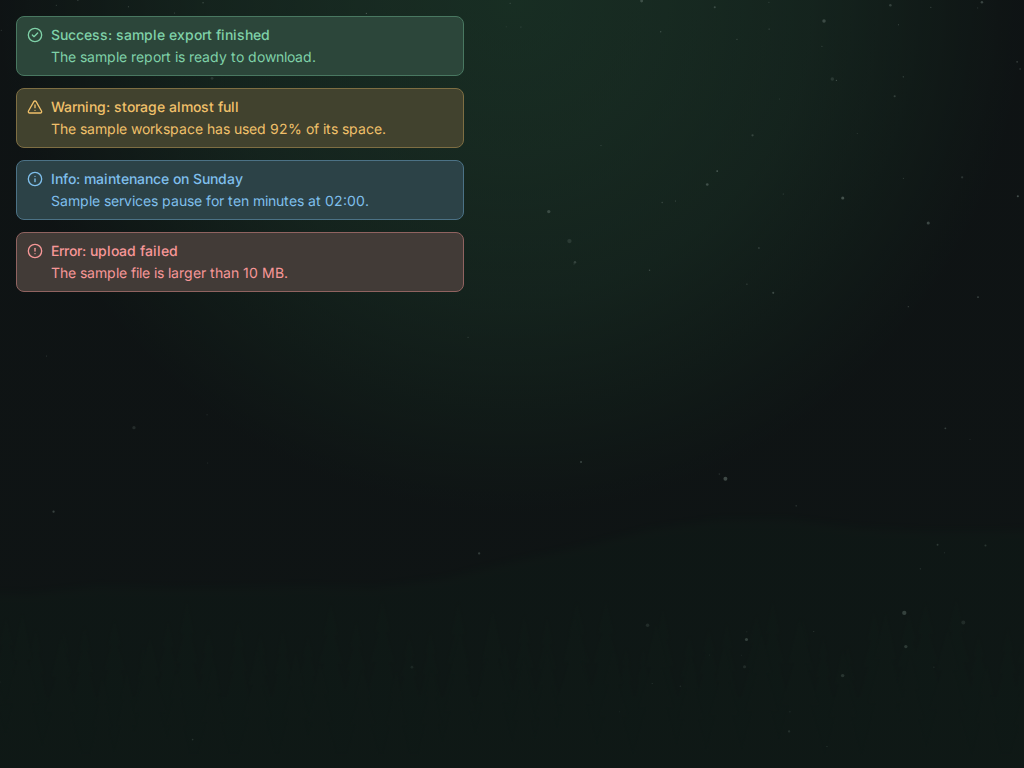 Success: sample export finished
The sample report is ready to download.
Warning: storage almost full
The sample workspace has used 92% of its space.
Info: maintenance on Sunday
Sample services pause for ten minutes at 02:00.
Error: upload failed
The sample file is larger than 10 MB.